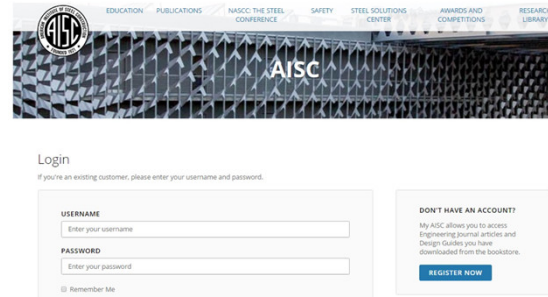 EDUCATION PUBLICATIONS NASCC: THE STEEL CONFERENCE SAFETY STEEL SOLUTIONS CENTER AWARDS AND COMPETITIONS RESEARCH LIBRARY
AISC
AISC
Login
If you're an existing customer, please enter your username and password.
USERNAME
Enter your username
PASSWORD
Enter your password
Remember Me
DON'T HAVE AN ACCOUNT?
My AISC allows you to access
Engineering Journal articles and
Design Guides you have
downloaded from the bookstore.
REGISTER NOW